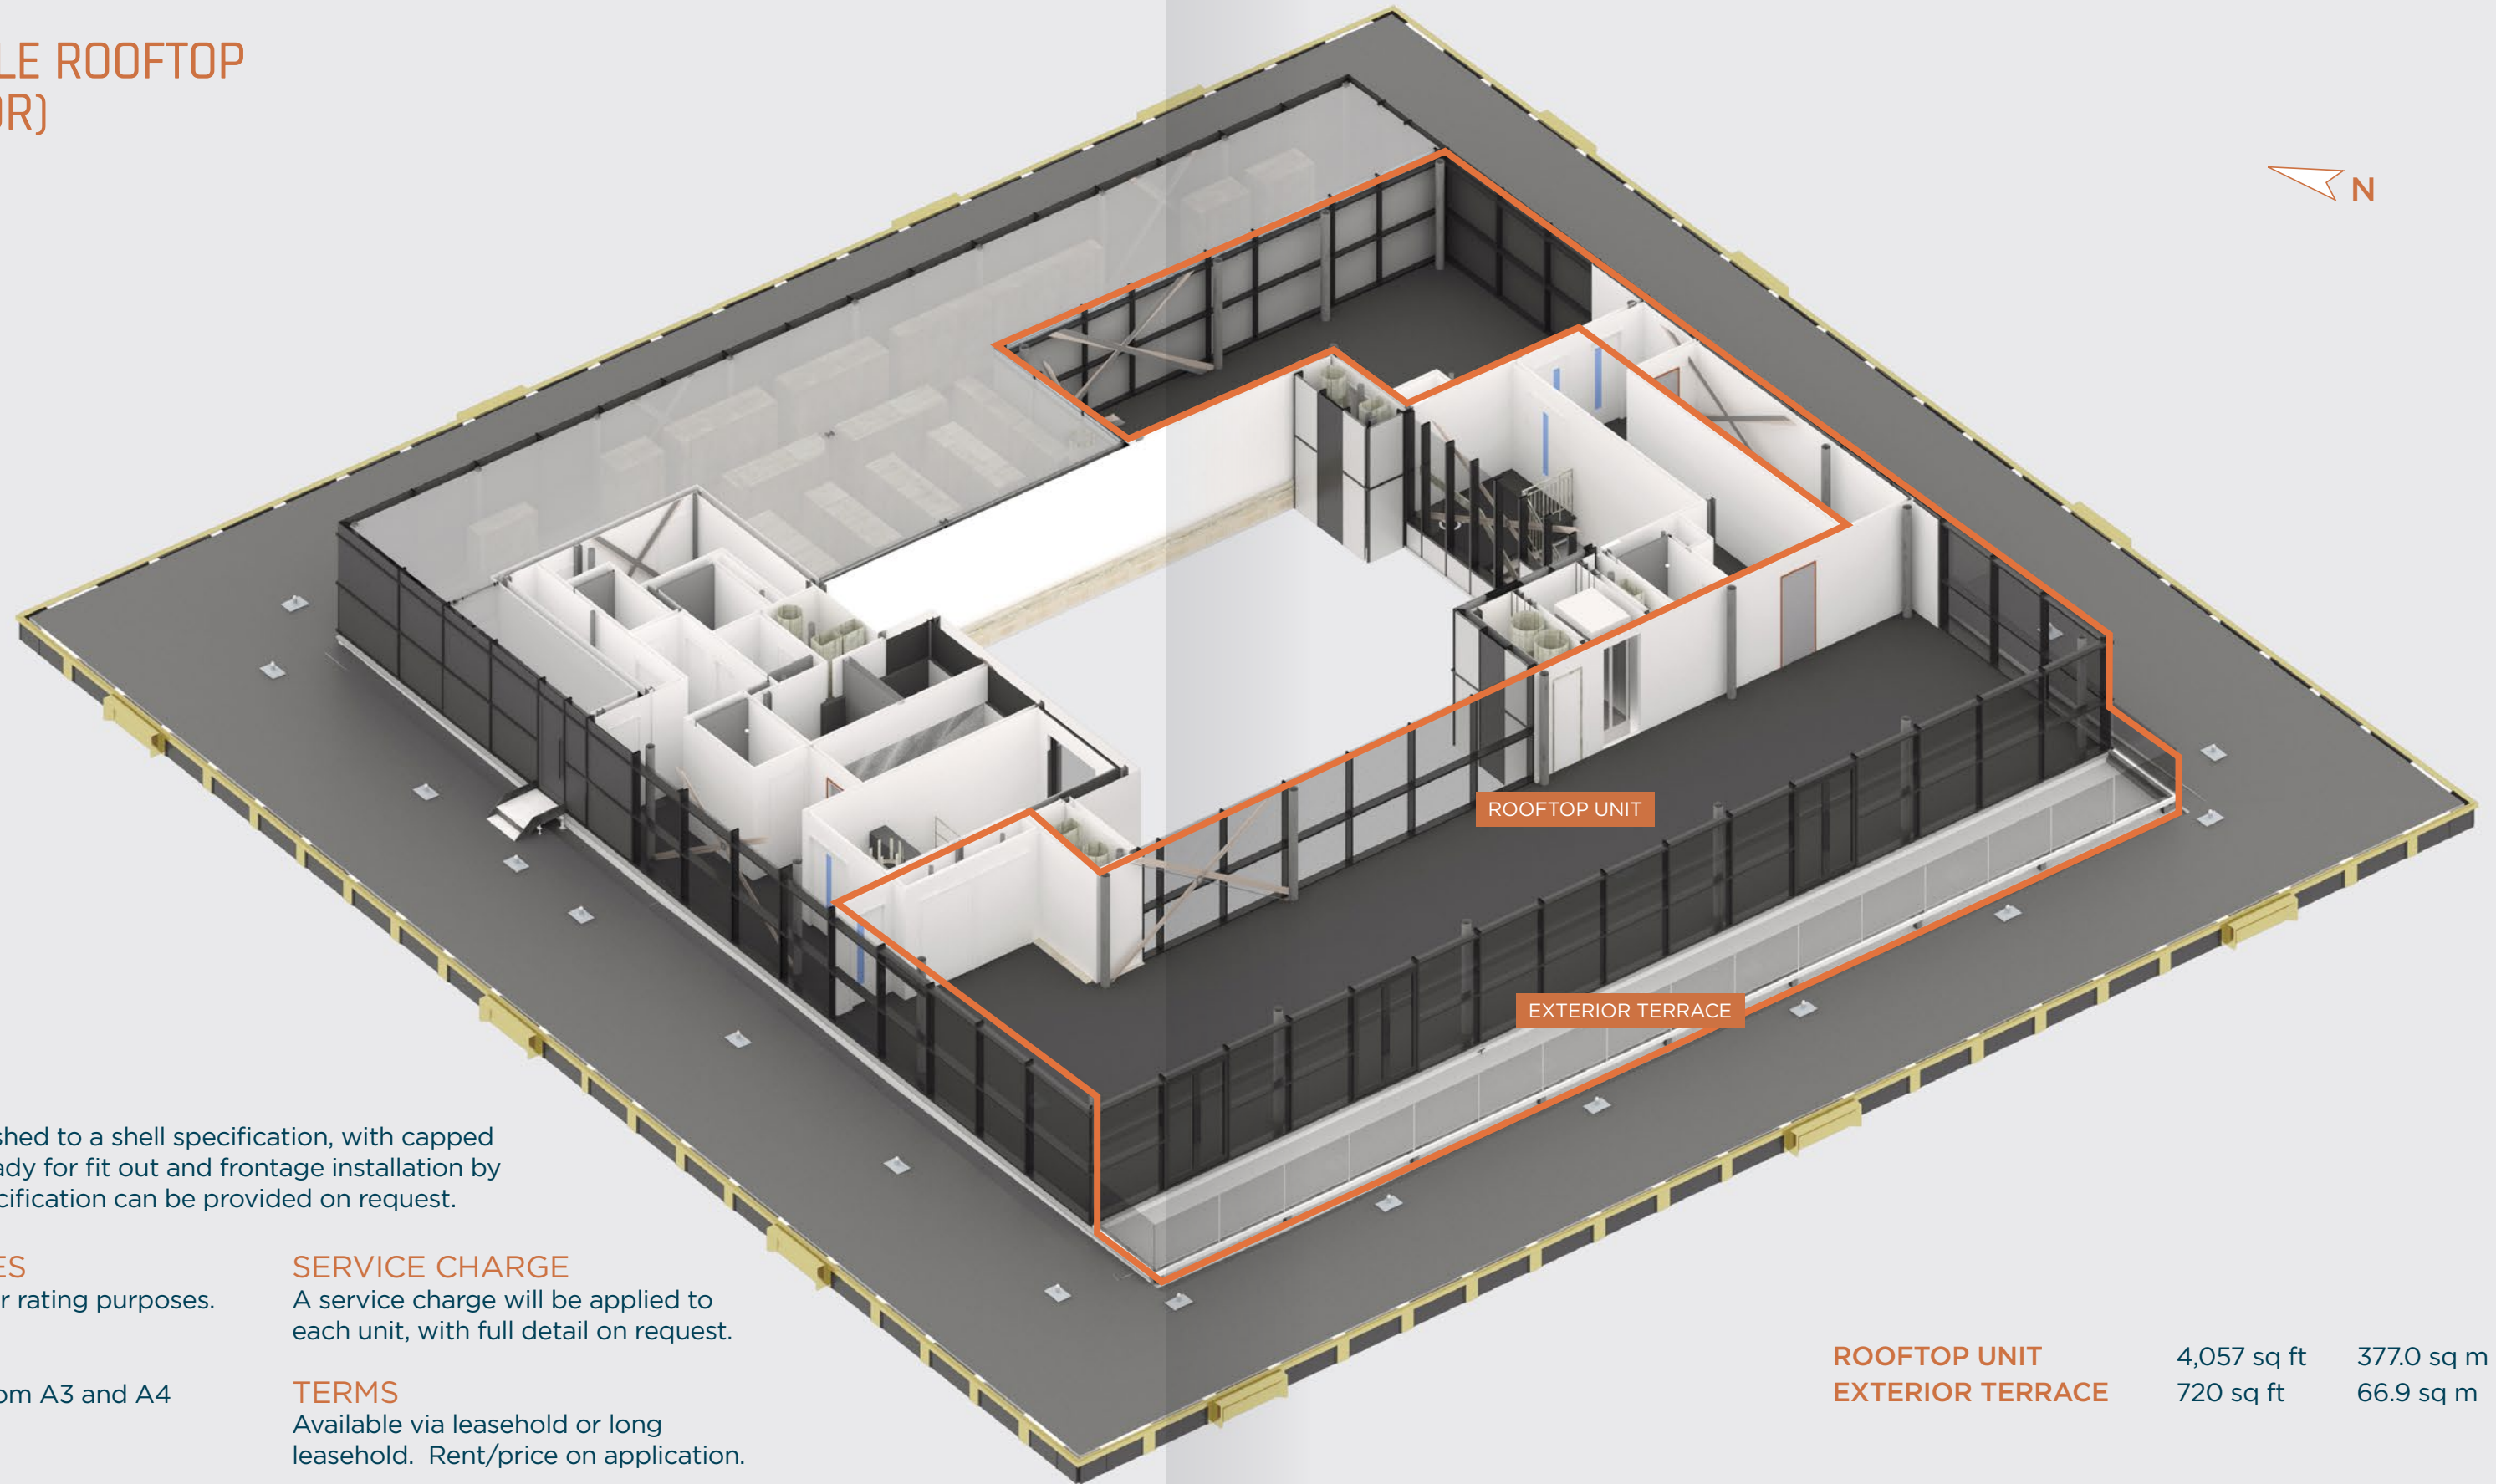 LE ROOFTOP
OR)
N
ROOFTOP UNIT
EXTERIOR TERRACE
shed to a shell specification, with capped
ady for fit out and frontage installation by
cification can be provided on request.
ES
r rating purposes.
om A3 and A4
SERVICE CHARGE
A service charge will be applied to
each unit, with full detail on request.
TERMS
Available via leasehold or long
leasehold. Rent/price on application.
ROOFTOP UNIT 4,057 sq ft 377.0 sq m
EXTERIOR TERRACE 720 sq ft 66.9 sq m